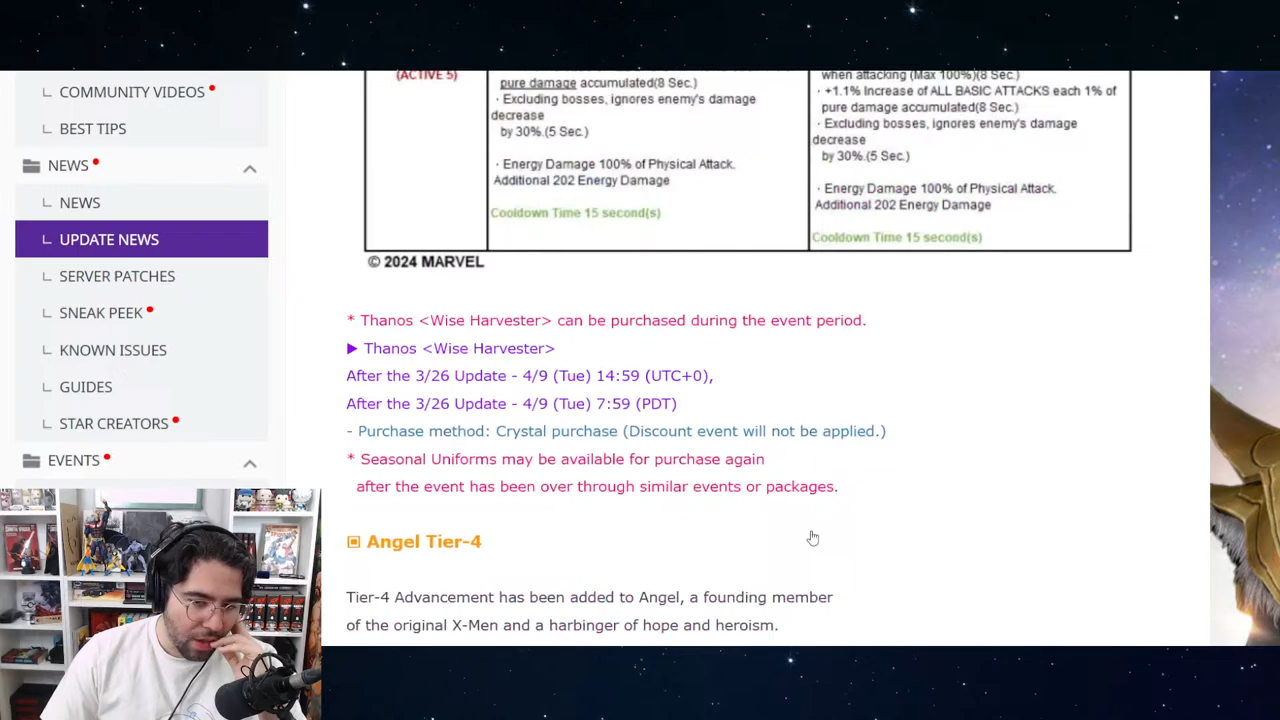 COMMUNITY VIDEOS
BEST TIPS
NEWS
NEWS
UPDATE NEWS
SERVER PATCHES
SNEAK PEEK
KNOWN ISSUES
GUIDES
STAR CREATORS
EVENTS
(ACTIVE 5)
pure damage accumulated(8 Sec.)
· Excluding bosses, ignores enemy's damage
decrease
by 30%.(5 Sec.)
· Energy Damage 100% of Physical Attack.
Additional 202 Energy Damage
Cooldown Time 15 second(s)
when attacking (Max 100%)(8 Sec.)
· +1.1% Increase of ALL BASIC ATTACKS each 1% of
pure damage accumulated(8 Sec.)
· Excluding bosses, ignores enemy's damage
decrease
by 30%.(5 Sec.)
· Energy Damage 100% of Physical Attack.
Additional 202 Energy Damage
Cooldown Time 15 second(s)
© 2024 MARVEL
* Thanos <Wise Harvester> can be purchased during the event period.
▶ Thanos <Wise Harvester>
After the 3/26 Update - 4/9 (Tue) 14:59 (UTC+0),
After the 3/26 Update - 4/9 (Tue) 7:59 (PDT)
- Purchase method: Crystal purchase (Discount event will not be applied.)
* Seasonal Uniforms may be available for purchase again
after the event has been over through similar events or packages.
▣ Angel Tier-4
Tier-4 Advancement has been added to Angel, a founding member
of the original X-Men and a harbinger of hope and heroism.